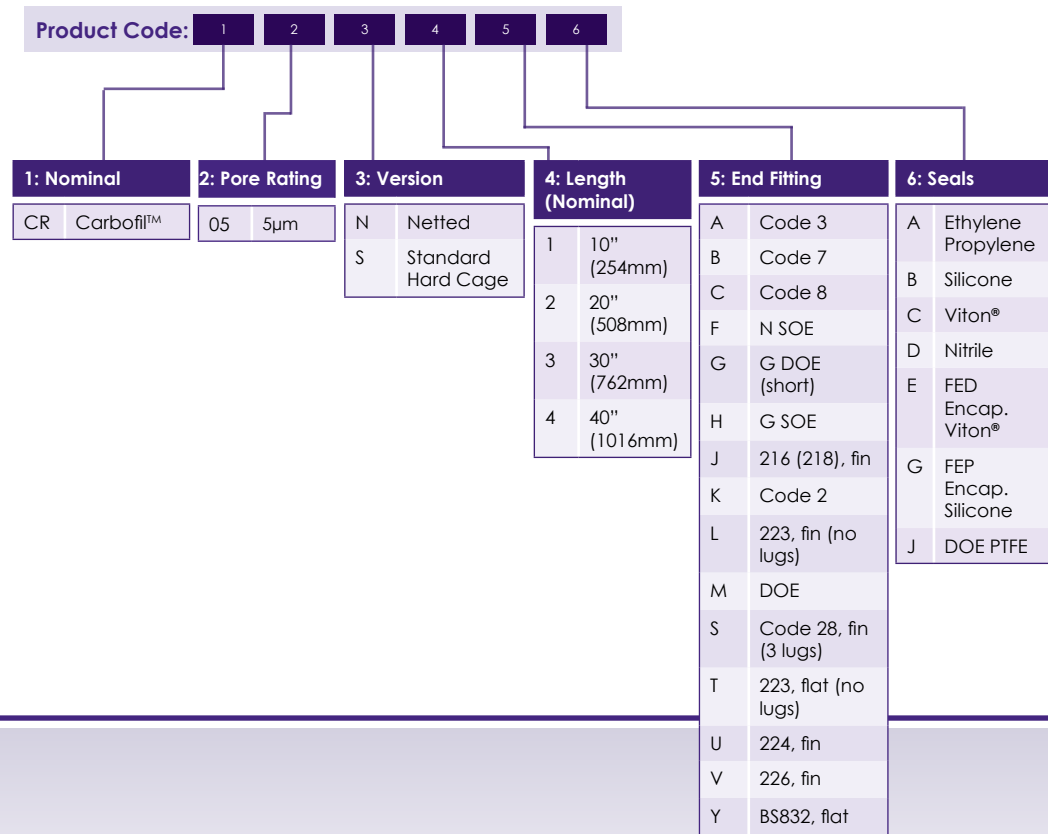 Product Code: 1 2 3 4 5 6
1: Nominal
CR Carbofil™
2: Pore Rating
05 5µm
3: Version
N Netted
S Standard
Hard Cage
4: Length
(Nominal)
1 10”
(254mm)
2 20”
(508mm)
3 30”
(762mm)
4 40”
(1016mm)
5: End Fitting
A Code 3
B Code 7
C Code 8
F N SOE
G G DOE
(short)
H G SOE
J 216 (218), fin
K Code 2
L 223, fin (no
lugs)
M DOE
S Code 28, fin
(3 lugs)
T 223, flat (no
lugs)
U 224, fin
V 226, fin
Y BS832, flat
6: Seals
A Ethylene
Propylene
B Silicone
C Viton®
D Nitrile
E FED
Encap.
Viton®
G FEP
Encap.
Silicone
J DOE PTFE